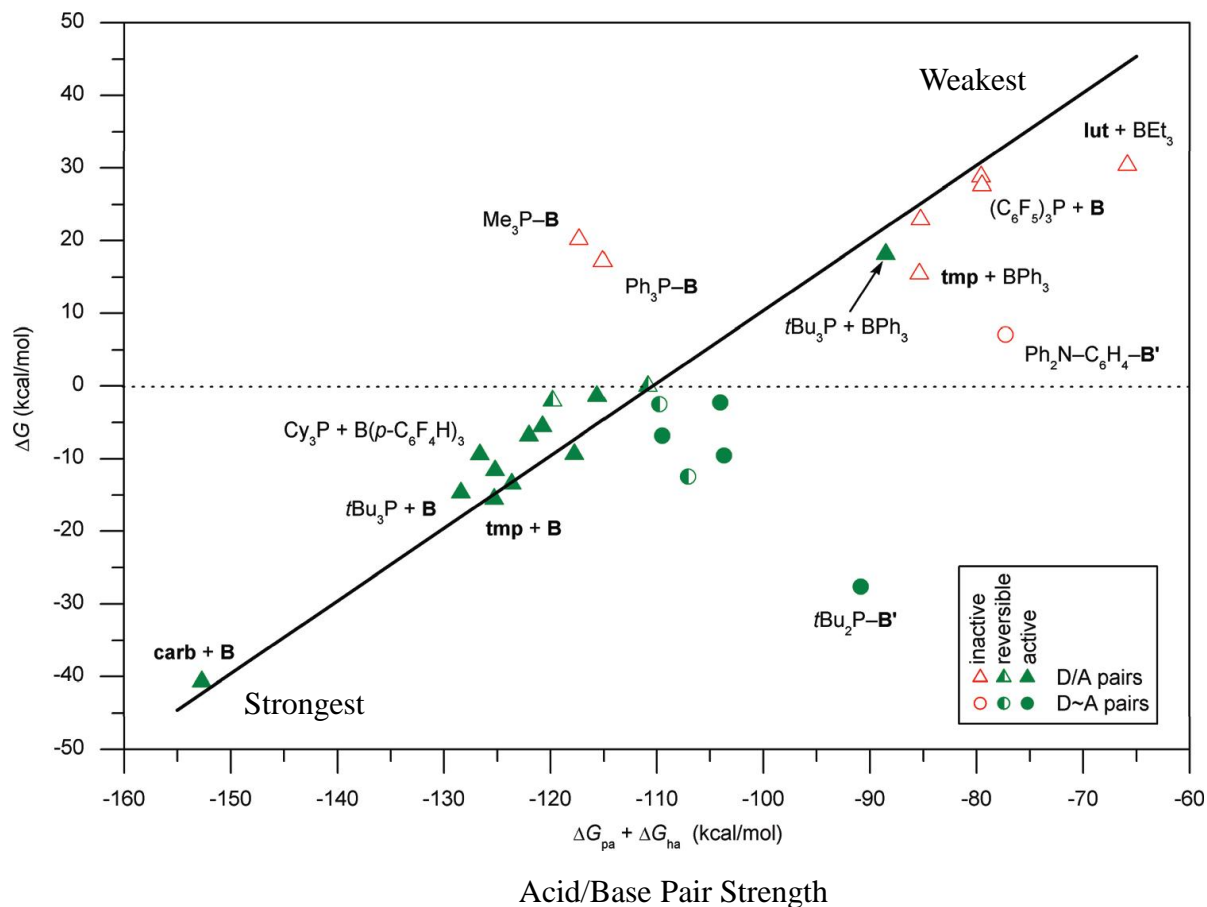 50
40
30
20
10
0
-10
-20
-30
-40
-50
ΔG (kcal/mol)
Weakest
lut + BEt₃
(C₆F₅)₃P + B
Me₃P–B
Ph₃P–B
tmp + BPh₃
tBu₃P + BPh₃
Ph₂N–C₆H₄–B'
Cy₃P + B(p-C₆F₄H)₃
tBu₃P + B
tmp + B
tBu₂P–B'
carb + B
Strongest
inactive
reversible
active
D/A pairs
D~A pairs
-160 -150 -140 -130 -120 -110 -100 -90 -80 -70 -60
ΔGpa + ΔGha (kcal/mol)
Acid/Base Pair Strength